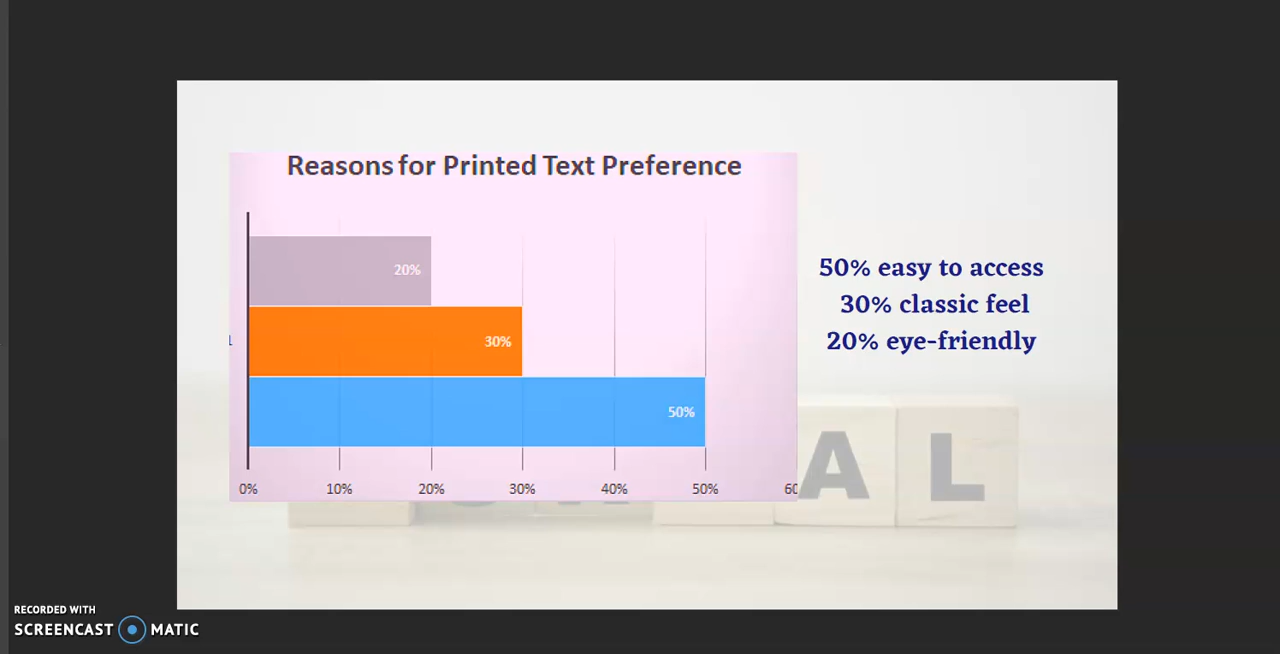 Reasons for Printed Text Preference
20%
30%
50%
1
0% 10% 20% 30% 40% 50%
50% easy to access
30% classic feel
20% eye-friendly
A L
RECORDED WITH
SCREENCAST MATIC